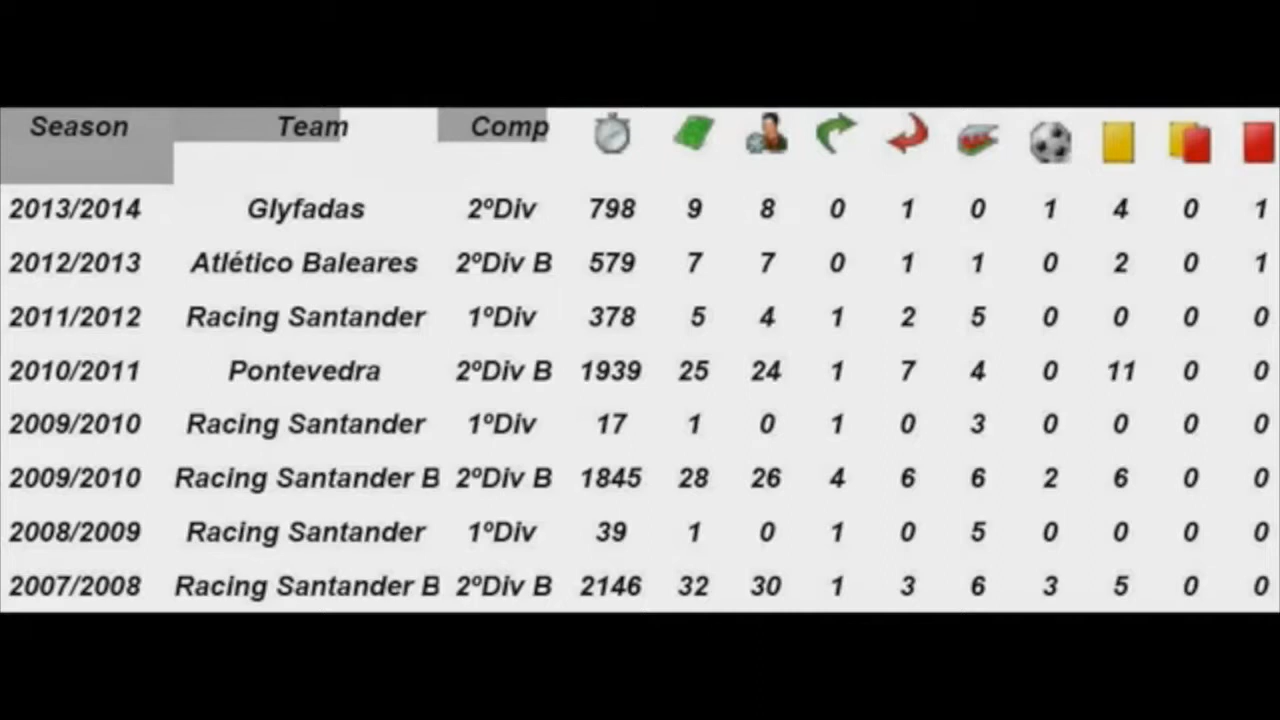 Season Team Comp
2013/2014 Glyfadas 2ºDiv 798 9 8 0 1 0 1 4 0 1
2012/2013 Atlético Baleares 2ºDiv B 579 7 7 0 1 1 0 2 0 1
2011/2012 Racing Santander 1ºDiv 378 5 4 1 2 5 0 0 0 0
2010/2011 Pontevedra 2ºDiv B 1939 25 24 1 7 4 0 11 0 0
2009/2010 Racing Santander 1ºDiv 17 1 0 1 0 3 0 0 0 0
2009/2010 Racing Santander B 2ºDiv B 1845 28 26 4 6 6 2 6 0 0
2008/2009 Racing Santander 1ºDiv 39 1 0 1 0 5 0 0 0 0
2007/2008 Racing Santander B 2ºDiv B 2146 32 30 1 3 6 3 5 0 0